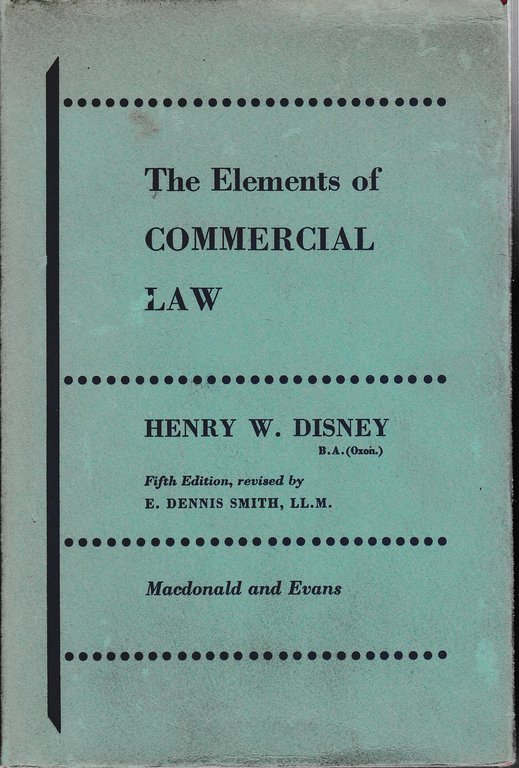 The Elements of
COMMERCIAL
LAW
HENRY W. DISNEY
B.A.(Oxon.)
Fifth Edition, revised by
E. DENNIS SMITH, LL.M.
Macdonald and Evans